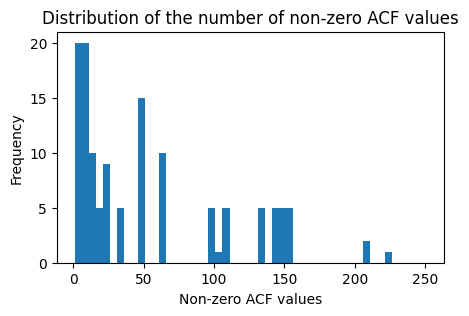 Distribution of the number of non-zero ACF values
20
15
10
5
0
Frequency
0 50 100 150 200 250
Non-zero ACF values